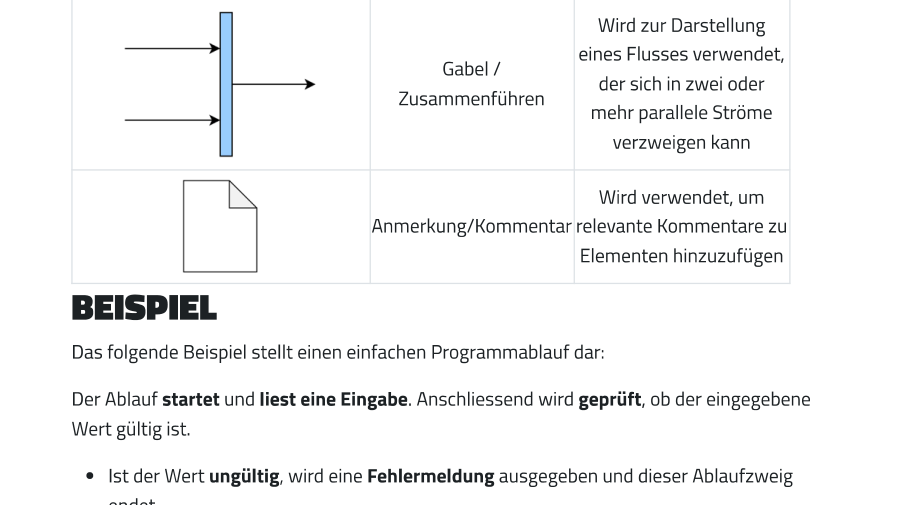 Gabel /
Zusammenführen
Wird zur Darstellung
eines Flusses verwendet,
der sich in zwei oder
mehr parallele Ströme
verzweigen kann
Anmerkung/Kommentar
Wird verwendet, um
relevante Kommentare zu
Elementen hinzuzufügen
BEISPIEL
Das folgende Beispiel stellt einen einfachen Programmablauf dar:
Der Ablauf startet und liest eine Eingabe. Anschliessend wird geprüft, ob der eingegebene
Wert gültig ist.
• Ist der Wert ungültig, wird eine Fehlermeldung ausgegeben und dieser Ablaufzweig
endet